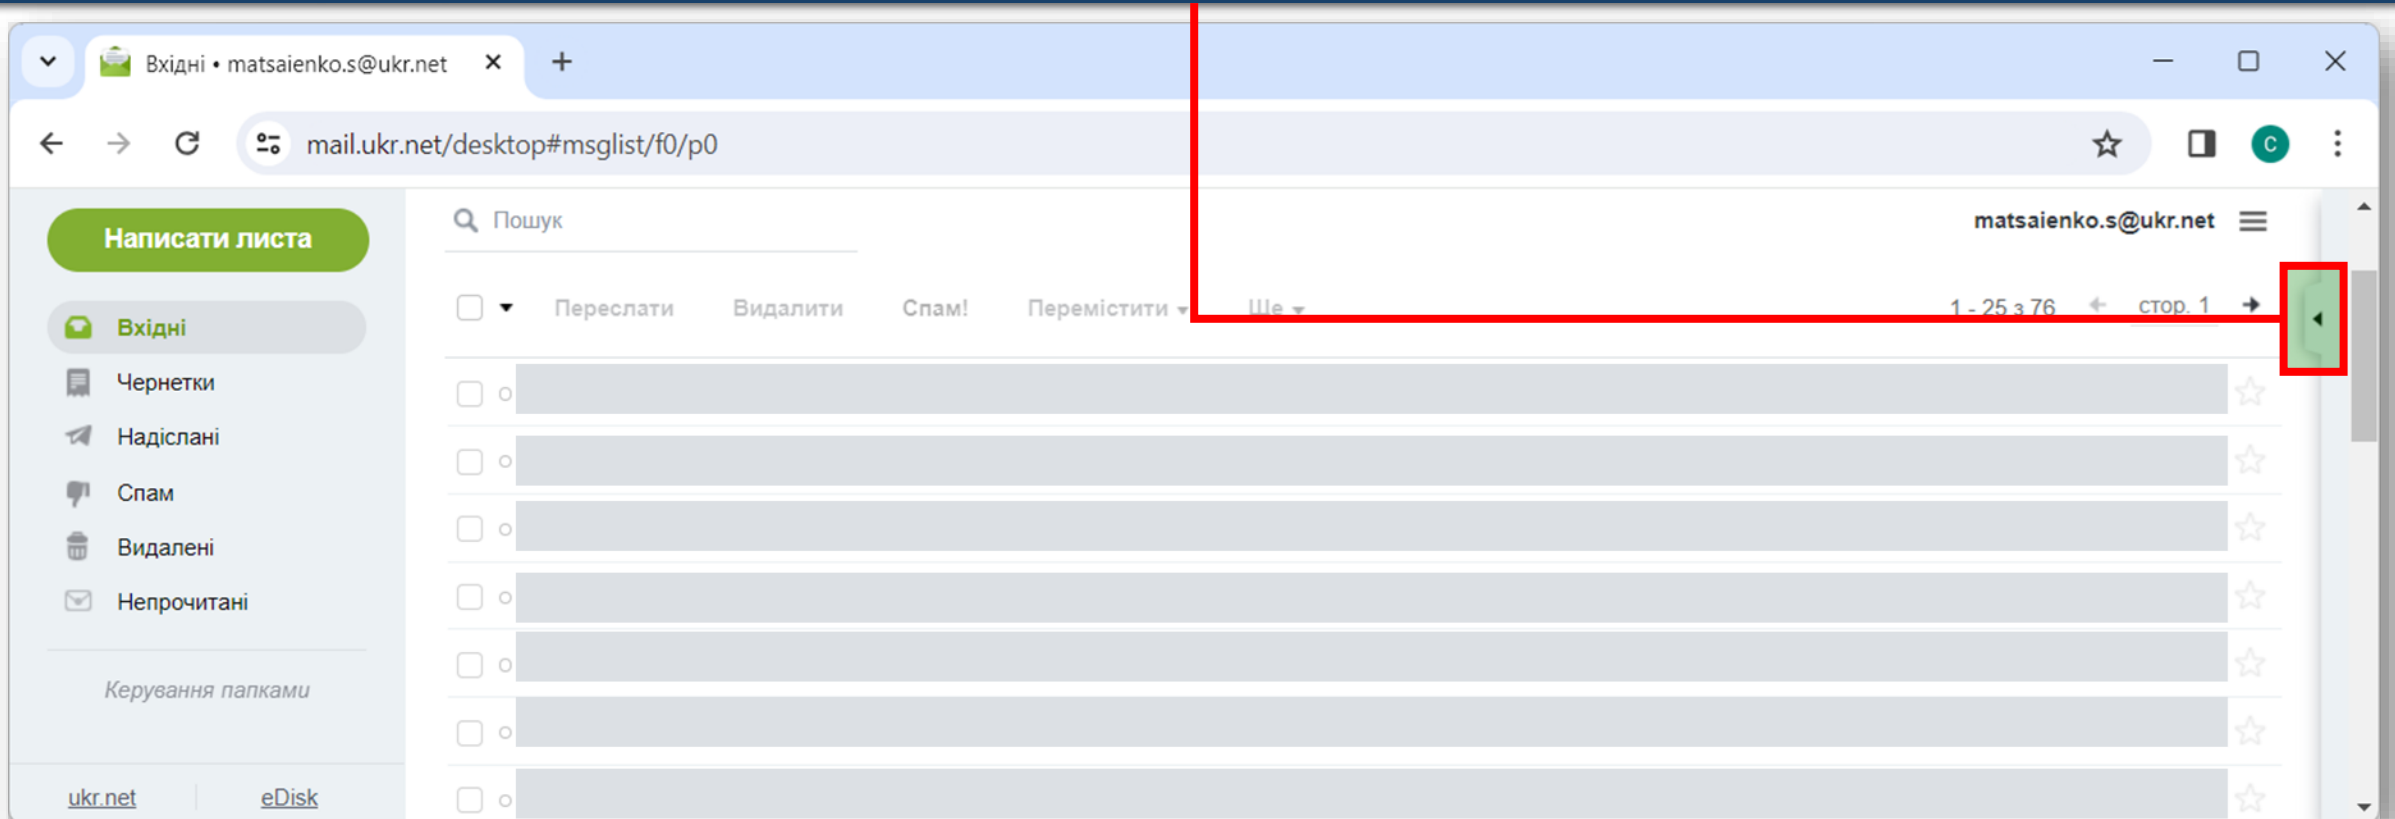 Вхідні • matsaienko.s@ukr.net
mail.ukr.net/desktop#msglist/f0/p0
C
Написати листа
Пошук
matsaienko.s@ukr.net
Переслати Видалити Спам! Перемістити Ще
1 - 25 з 76 стор. 1
Вхідні
Чернетки
Надіслані
Спам
Видалені
Непрочитані
Керування папками
ukr.net eDisk